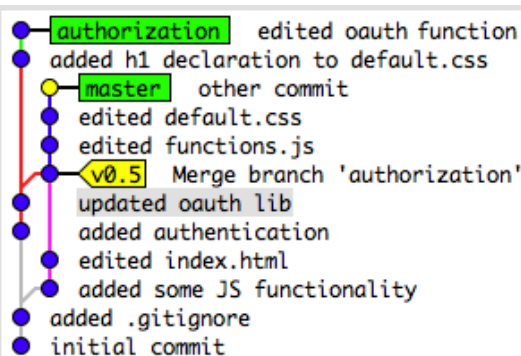 authorization edited oauth function
added h1 declaration to default.css
master other commit
edited default.css
edited functions.js
v0.5 Merge branch 'authorization'
updated oauth lib
added authentication
edited index.html
added some JS functionality
added .gitignore
initial commit